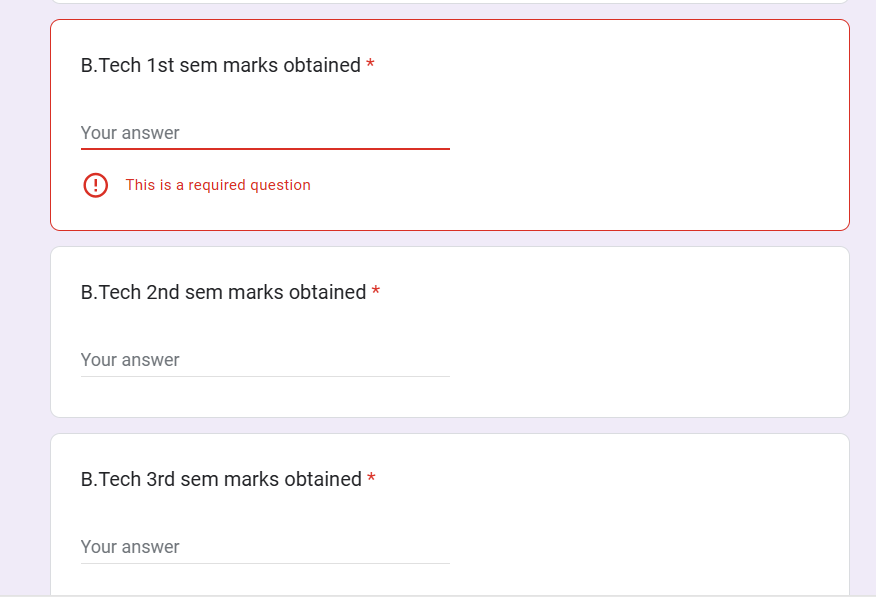 B.Tech 1st sem marks obtained *
Your answer
This is a required question
B.Tech 2nd sem marks obtained *
Your answer
B.Tech 3rd sem marks obtained *
Your answer